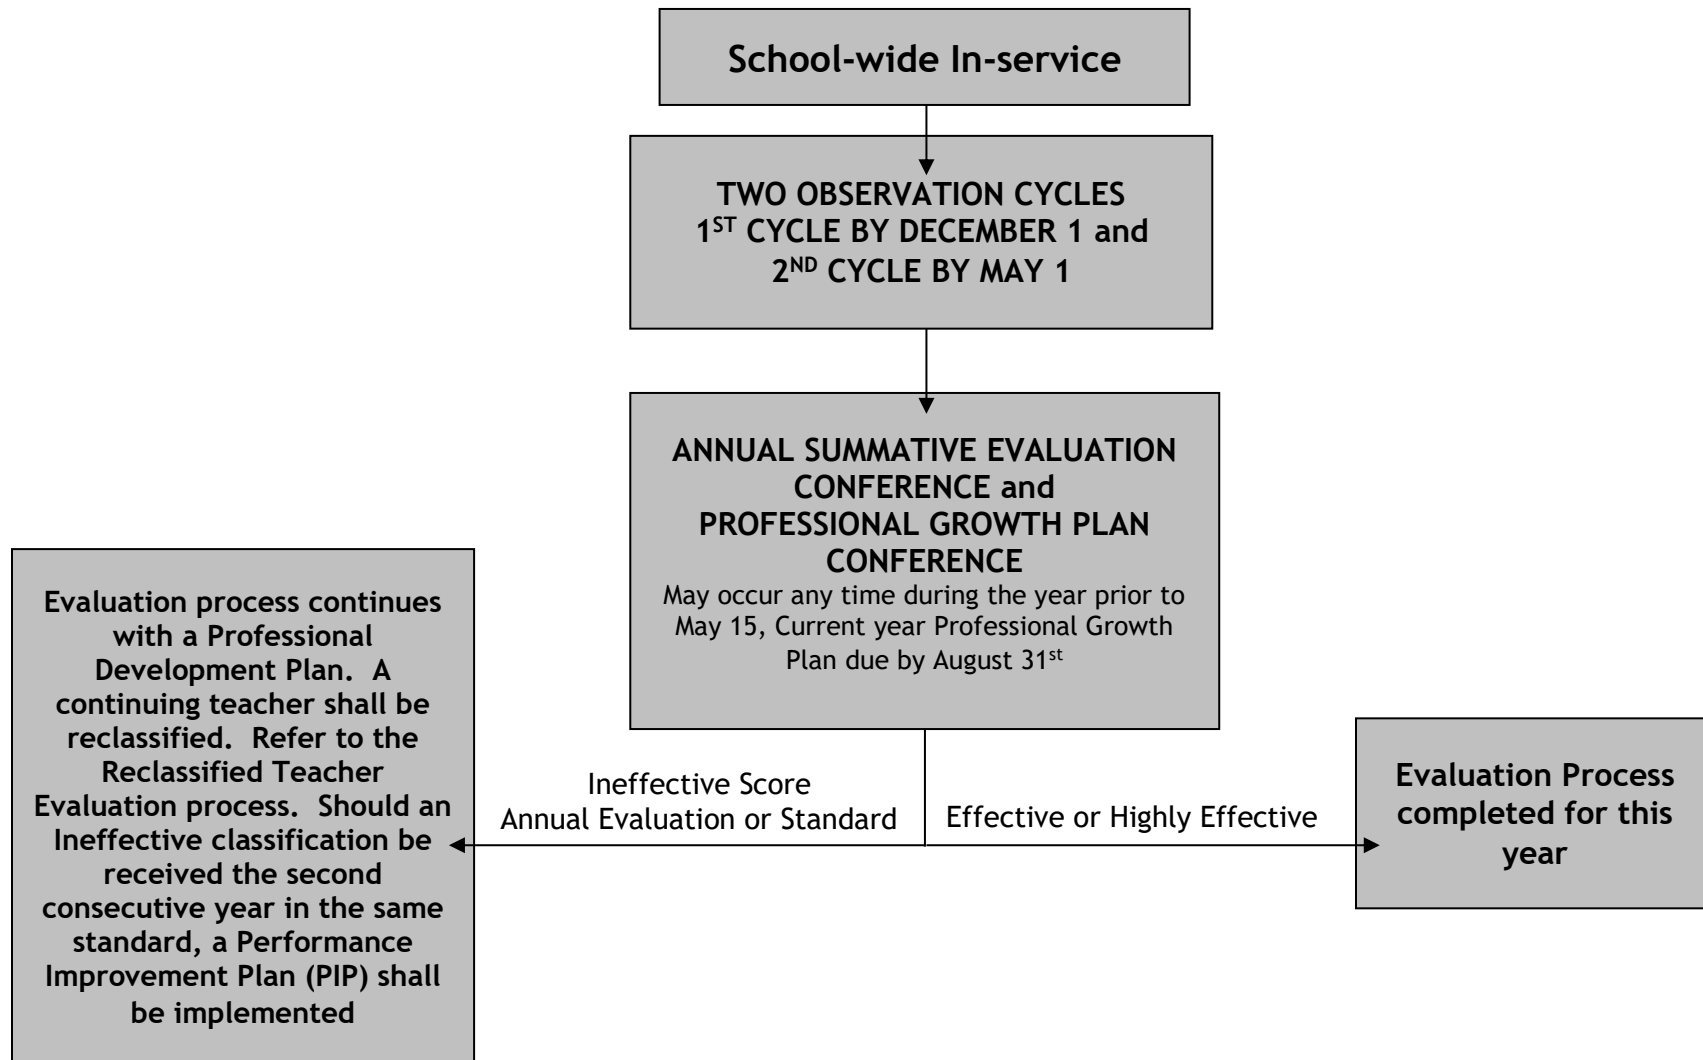 School-wide In-service
TWO OBSERVATION CYCLES
1ST CYCLE BY DECEMBER 1 and
2ND CYCLE BY MAY 1
ANNUAL SUMMATIVE EVALUATION
CONFERENCE and
PROFESSIONAL GROWTH PLAN
CONFERENCE
May occur any time during the year prior to
May 15, Current year Professional Growth
Plan due by August 31st
Ineffective Score
Annual Evaluation or Standard
Effective or Highly Effective
Evaluation process continues
with a Professional
Development Plan.  A
continuing teacher shall be
reclassified.  Refer to the
Reclassified Teacher
Evaluation process.  Should an
Ineffective classification be
received the second
consecutive year in the same
standard, a Performance
Improvement Plan (PIP) shall
be implemented
Evaluation Process
completed for this
year